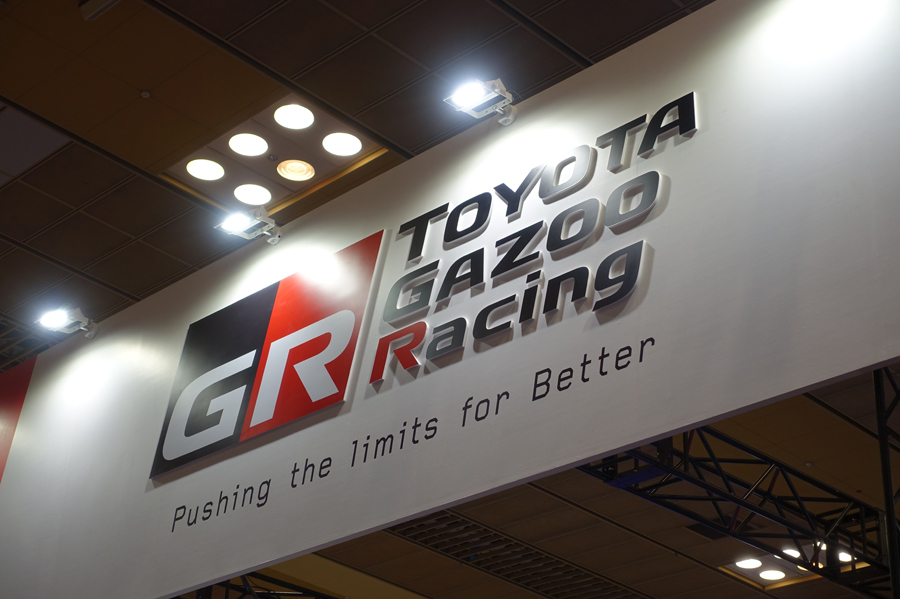 GR
TOYOTA
GAZOO
Racing
Pushing the limits for Better